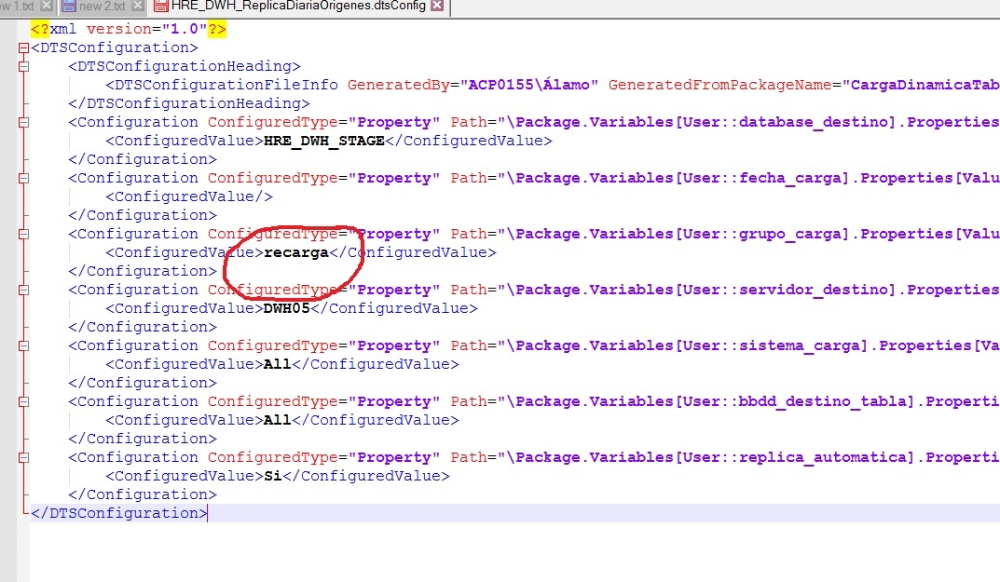 ew 1.txt new 2.txt HRE_DWH_ReplicaDiariaOrigenes.dtsConfig
<?xml version="1.0"?>
<DTSConfiguration>
<DTSConfigurationHeading>
<DTSConfigurationFileInfo GeneratedBy="ACP0155\Álamo" GeneratedFromPackageName="CargaDinamicaTab
</DTSConfigurationHeading>
<Configuration ConfiguredType="Property" Path="\Package.Variables[User::database_destino].Properties
<ConfiguredValue>HRE_DWH_STAGE</ConfiguredValue>
</Configuration>
<Configuration ConfiguredType="Property" Path="\Package.Variables[User::fecha_carga].Properties[Valu
<ConfiguredValue/>
</Configuration>
<Configuration ConfiguredType="Property" Path="\Package.Variables[User::grupo_carga].Properties[Valu
<ConfiguredValue>recarga</ConfiguredValue>
</Configuration>
<Configuration ConfiguredType="Property" Path="\Package.Variables[User::servidor_destino].Properties
<ConfiguredValue>DWH05</ConfiguredValue>
</Configuration>
<Configuration ConfiguredType="Property" Path="\Package.Variables[User::sistema_carga].Properties[Va
<ConfiguredValue>All</ConfiguredValue>
</Configuration>
<Configuration ConfiguredType="Property" Path="\Package.Variables[User::bbdd_destino_tabla].Properti
<ConfiguredValue>All</ConfiguredValue>
</Configuration>
<Configuration ConfiguredType="Property" Path="\Package.Variables[User::replica_automatica].Properti
<ConfiguredValue>Si</ConfiguredValue>
</Configuration>
</DTSConfiguration>